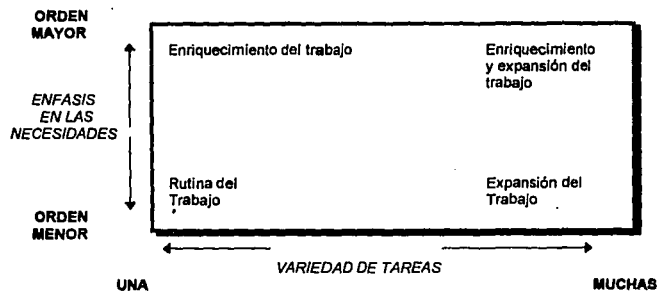 ORDEN
MAYOR
Enriquecimiento del trabajo
Enriquecimiento
y expansión del
trabajo
ENFASIS
EN LAS
NECESIDADES
Rutina del
Trabajo
Expansión del
Trabajo
ORDEN
MENOR
VARIEDAD DE TAREAS
UNA
MUCHAS